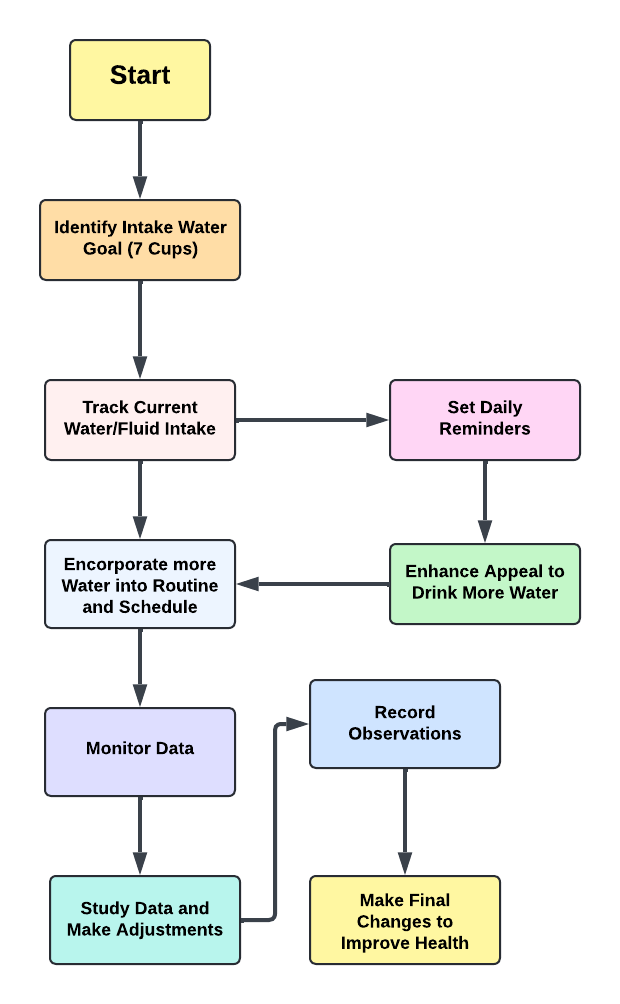 Start
Identify Intake Water
Goal (7 Cups)
Track Current
Water/Fluid Intake
Set Daily
Reminders
Enhance Appeal to
Drink More Water
Encorporate more
Water into Routine
and Schedule
Monitor Data
Study Data and
Make Adjustments
Record
Observations
Make Final
Changes to
Improve Health